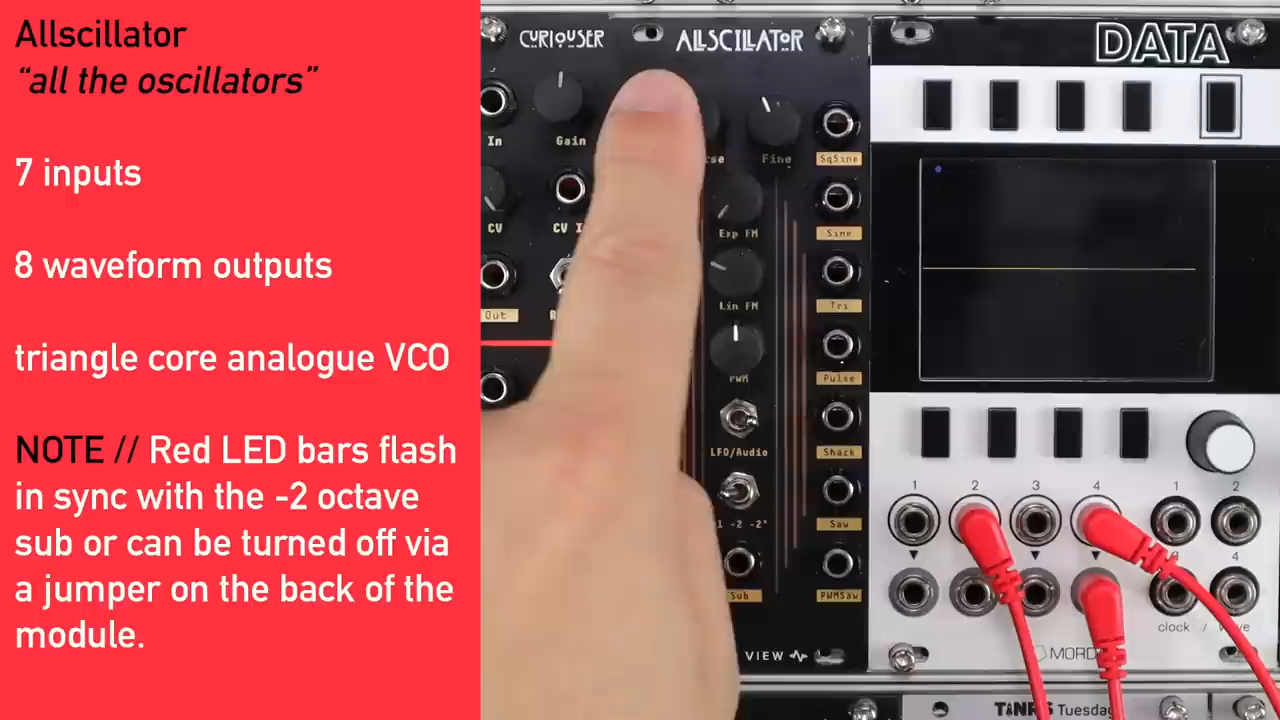 Allscillator
“all the oscillators”
7 inputs
8 waveform outputs
triangle core analogue VCO
NOTE // Red LED bars flash
in sync with the -2 octave
sub or can be turned off via
a jumper on the back of the
module.
CURIOUSER
ALLSCILLATOR
DATA
In
Gain
Fine
SqSine
CV
CV
Exp FM
Sine
Out
Lin FM
Tri
PWM
Pulse
LFO/Audio
Shark
1 -2 -2'
Saw
Sub
PWMSaw
VIEW
1 2 3 4 1 2
3 4
clock /
TiNRS Tuesday